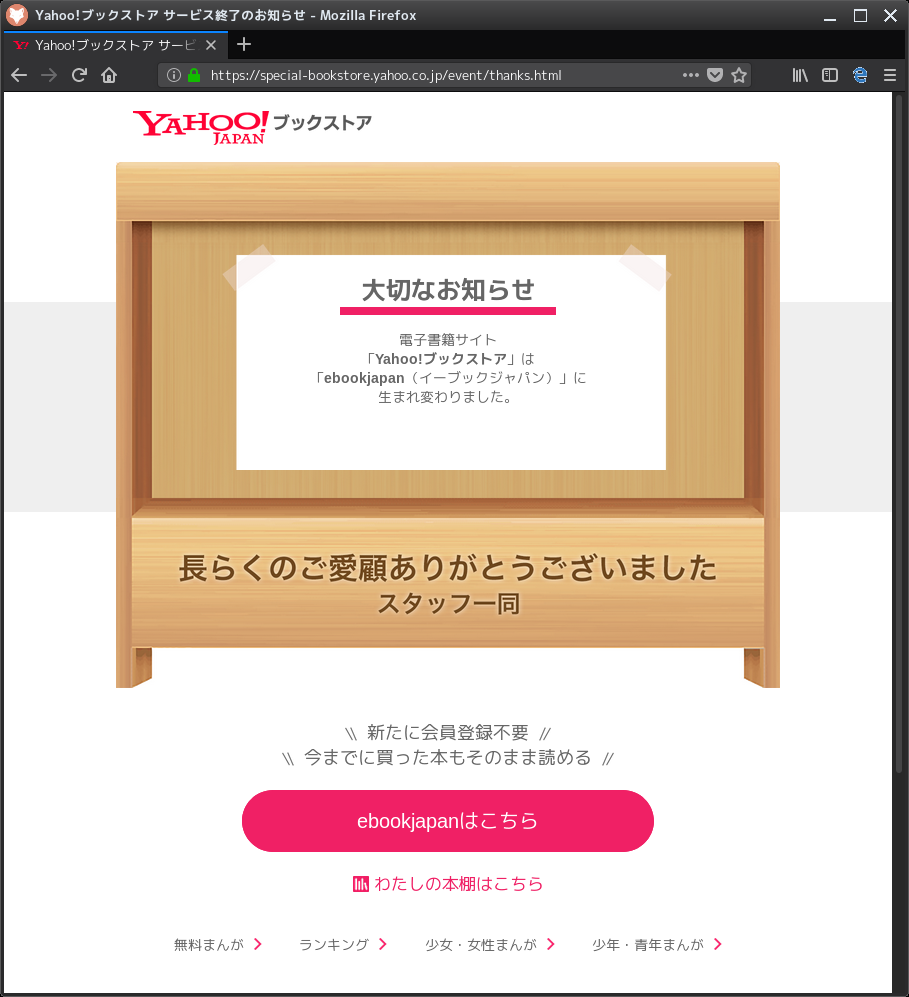 Yahoo!ブックストア サービス終了のお知らせ - Mozilla Firefox
Yahoo!ブックストア サービ
https://special-bookstore.yahoo.co.jp/event/thanks.html
YAHOO! JAPAN ブックストア
大切なお知らせ
電子書籍サイト
「Yahoo!ブックストア」は
「ebookjapan（イーブックジャパン）」に
生まれ変わりました。
長らくのご愛顧ありがとうございました
スタッフ一同
\\ 新たに会員登録不要 //
\\ 今までに買った本もそのまま読める //
ebookjapanはこちら
わたしの本棚はこちら
無料まんが ランキング 少女・女性まんが 少年・青年まんが